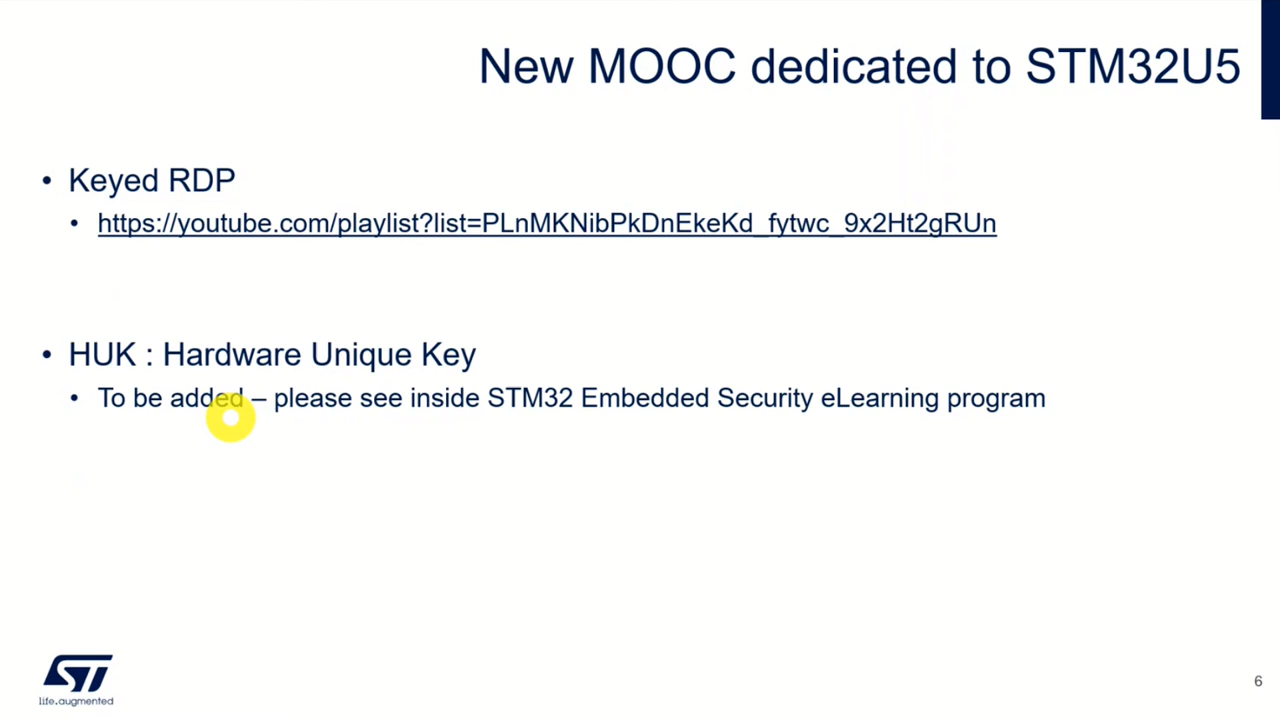 New MOOC dedicated to STM32U5
• Keyed RDP
• https://youtube.com/playlist?list=PLnMKNibPkDnEkeKd_fytwc_9x2Ht2gRUn
• HUK : Hardware Unique Key
• To be added – please see inside STM32 Embedded Security eLearning program
ST
life.augmented
6